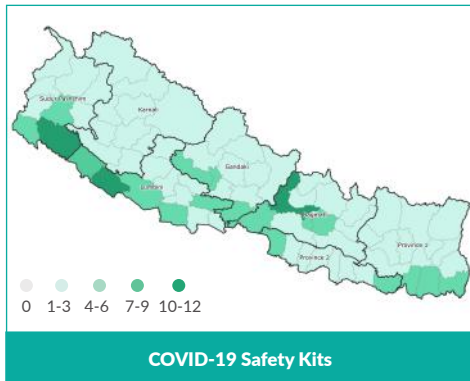 Sudurpashchim
Karnali
Gandaki
Lumbini
Bagmati
Province 1
Province 2
0 1-3 4-6 7-9 10-12
COVID-19 Safety Kits